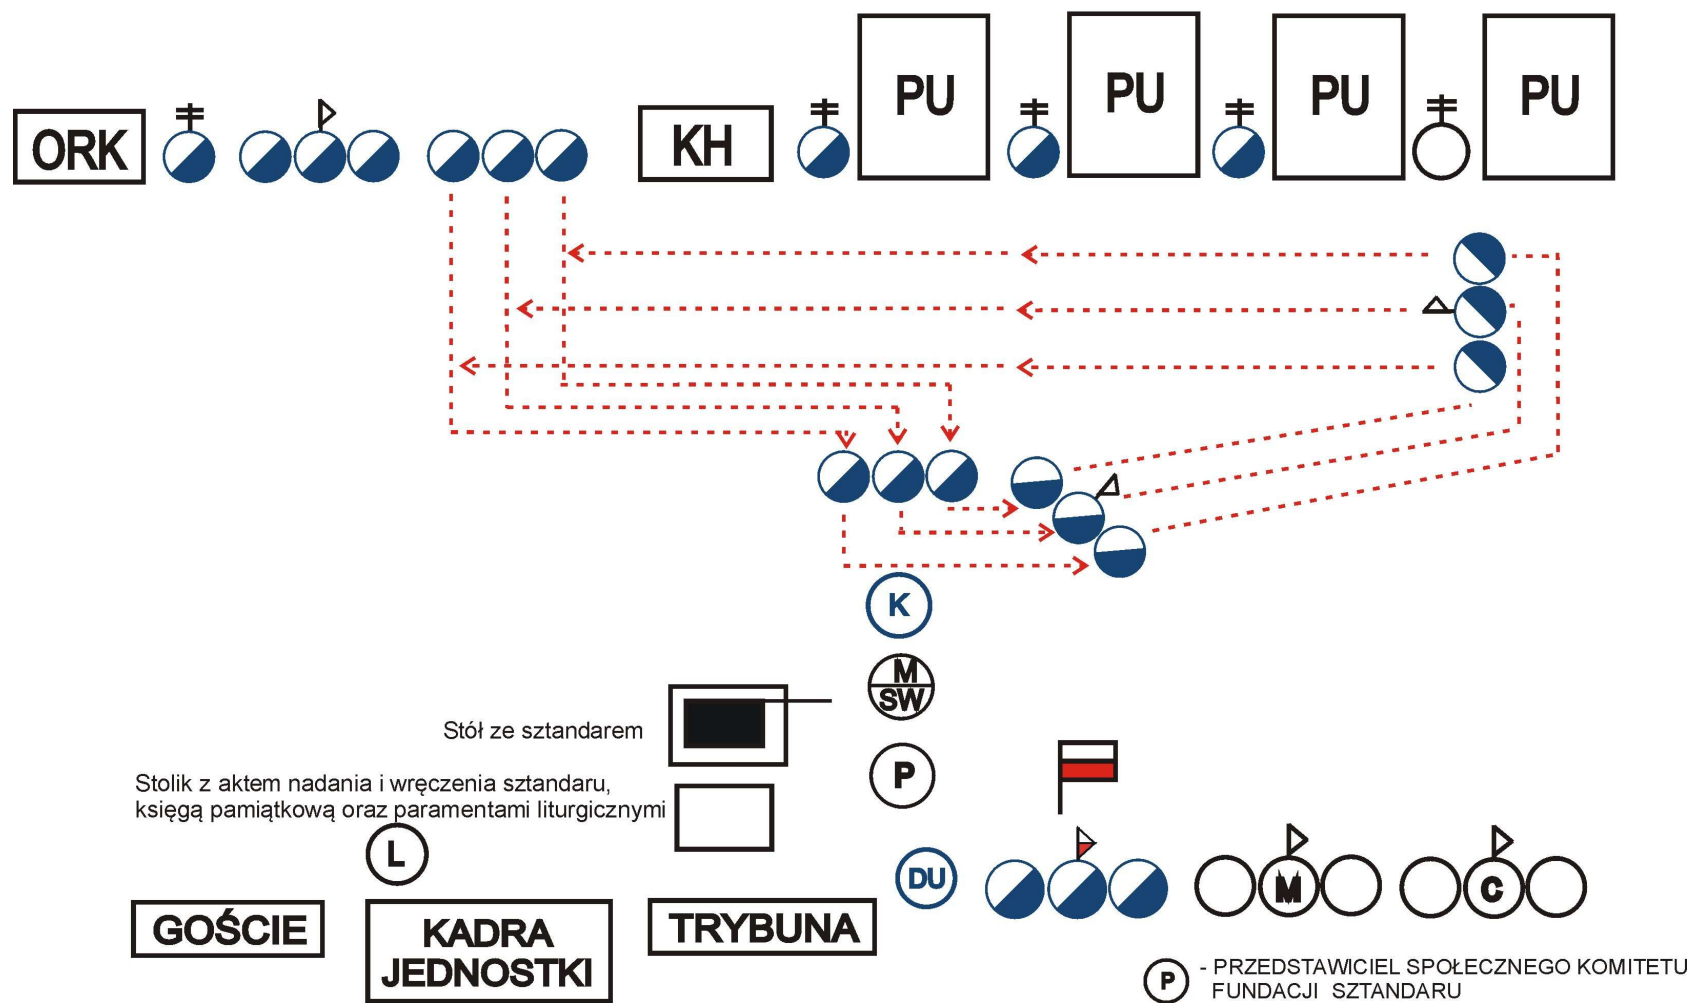 ORK
KH
PU
PU
PU
PU
K
M
SW
Stół ze sztandarem
P
Stolik z aktem nadania i wręczenia sztandaru,
księgą pamiątkową oraz paramentami liturgicznymi
L
DU
M
C
GOŚCIE
KADRA
JEDNOSTKI
TRYBUNA
P - PRZEDSTAWICIEL SPOŁECZNEGO KOMITETU
FUNDACJI SZTANDARU